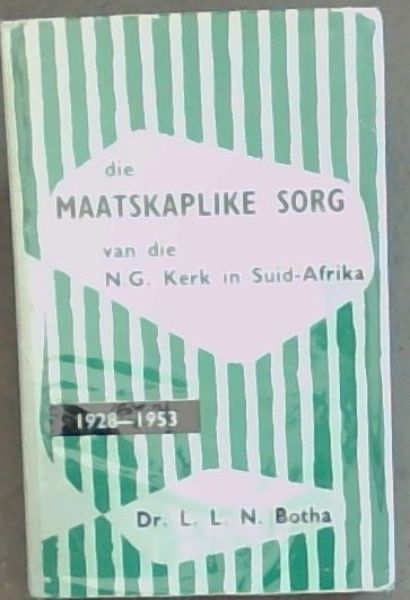 die
MAATSKAPLIKE SORG
van die
N.G. Kerk in Suid-Afrika
1928—1953
Dr. L. L. N. Botha